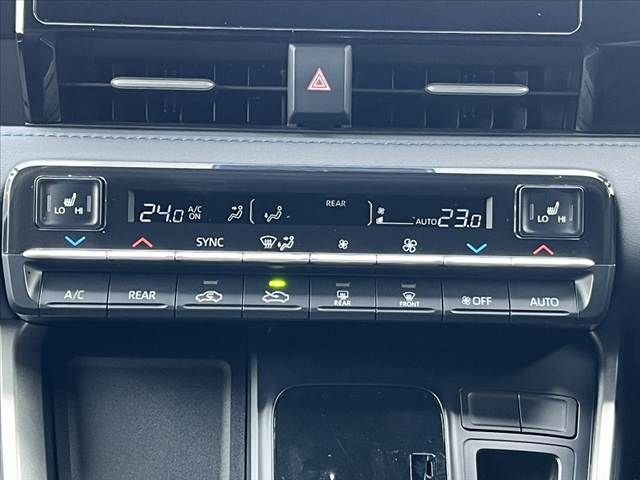 LO HI
24.0 A/C ON REAR AUTO 23.0
LO HI
SYNC
A/C REAR REAR FRONT OFF AUTO